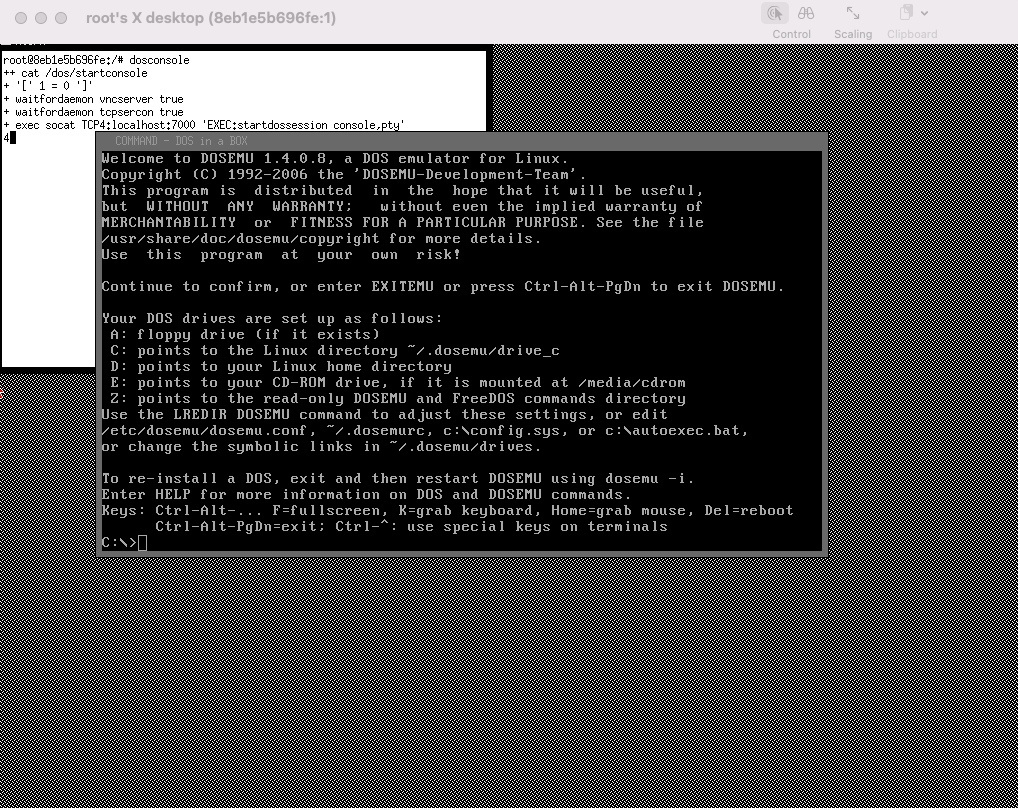 root's X desktop (8eb1e5b696fe:1)
Control
Scaling
Clipboard
root@8eb1e5b696fe:/# dosconsole
++ cat /dos/startconsole
+ '[' 1 = 0 ']'
+ waitfordaemon vncserver true
+ waitfordaemon tcpsercon true
+ exec socat TCP4:localhost:7000 'EXEC:startdossession console,pty'
4
COMMAND - DOS in a BOX
Welcome to DOSEMU 1.4.0.8, a DOS emulator for Linux.
Copyright (C) 1992-2006 the 'DOSEMU-Development-Team'.
This program is  distributed  in  the  hope that it will be useful,
but  WITHOUT  ANY  WARRANTY;   without even the implied warranty of
MERCHANTABILITY  or  FITNESS FOR A PARTICULAR PURPOSE. See the file
/usr/share/doc/dosemu/copyright for more details.
Use  this  program  at  your  own  risk!
Continue to confirm, or enter EXITEMU or press Ctrl-Alt-PgDn to exit DOSEMU.
Your DOS drives are set up as follows:
A: floppy drive (if it exists)
C: points to the Linux directory ~/.dosemu/drive_c
D: points to your Linux home directory
E: points to your CD-ROM drive, if it is mounted at /media/cdrom
Z: points to the read-only DOSEMU and FreeDOS commands directory
Use the LREDIR DOSEMU command to adjust these settings, or edit
/etc/dosemu/dosemu.conf, ~/.dosemurc, c:\config.sys, or c:\autoexec.bat,
or change the symbolic links in ~/.dosemu/drives.
To re-install a DOS, exit and then restart DOSEMU using dosemu -i.
Enter HELP for more information on DOS and DOSEMU commands.
Keys: Ctrl-Alt-... F=fullscreen, K=grab keyboard, Home=grab mouse, Del=reboot
Ctrl-Alt-PgDn=exit; Ctrl-^: use special keys on terminals
C:\>